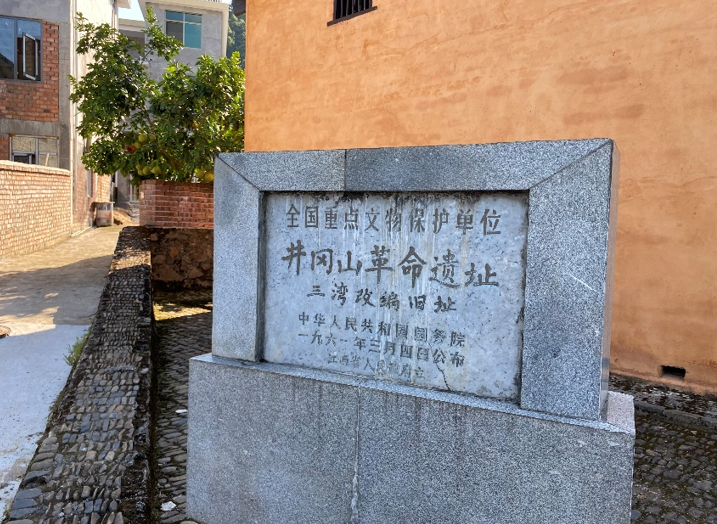 全国重点文物保护单位
井冈山革命遗址
三湾改编旧址
中华人民共和国国务院
一九六一年三月四日公布
江西省人民政府立